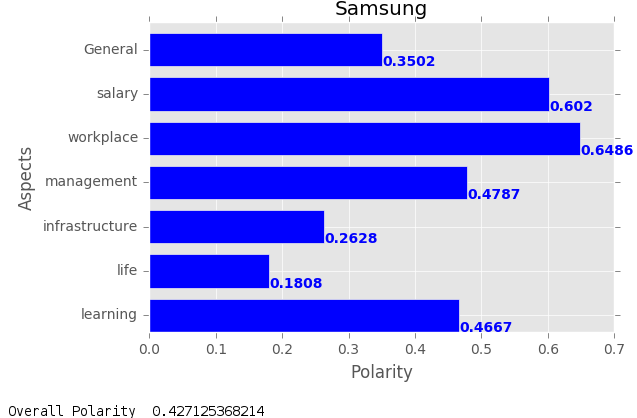 Samsung
General
0.3502
salary
0.602
workplace
0.6486
management
0.4787
infrastructure
0.2628
life
0.1808
learning
0.4667
Aspects
0.0 0.1 0.2 0.3 0.4 0.5 0.6 0.7
Polarity
Overall Polarity 0.427125368214